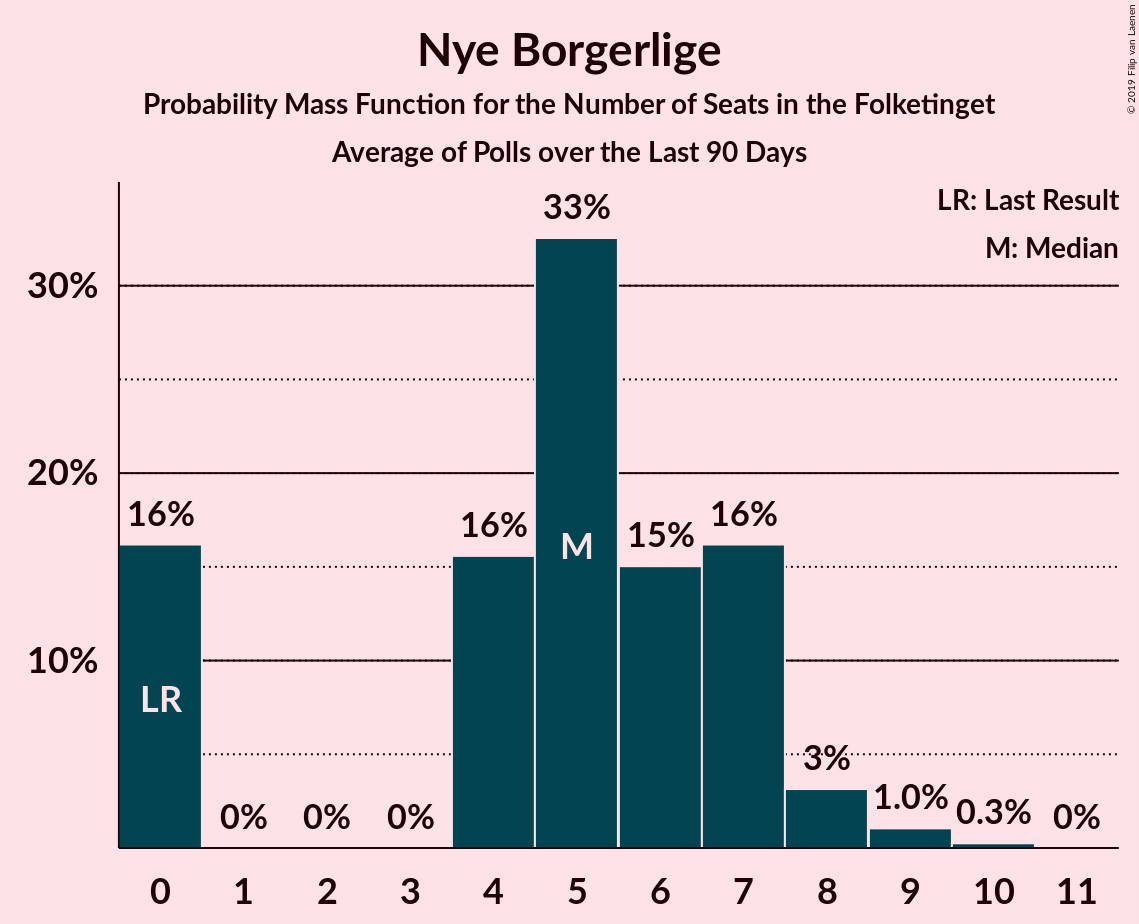 Nye Borgerlige
Probability Mass Function for the Number of Seats in the Folketinget
Average of Polls over the Last 90 Days
© 2019 Filip van Laenen
LR: Last Result
M: Median
30%
20%
10%
16%
0%
0%
0%
16%
33%
15%
16%
3%
1.0%
0.3%
0%
LR
M
0 1 2 3 4 5 6 7 8 9 10 11